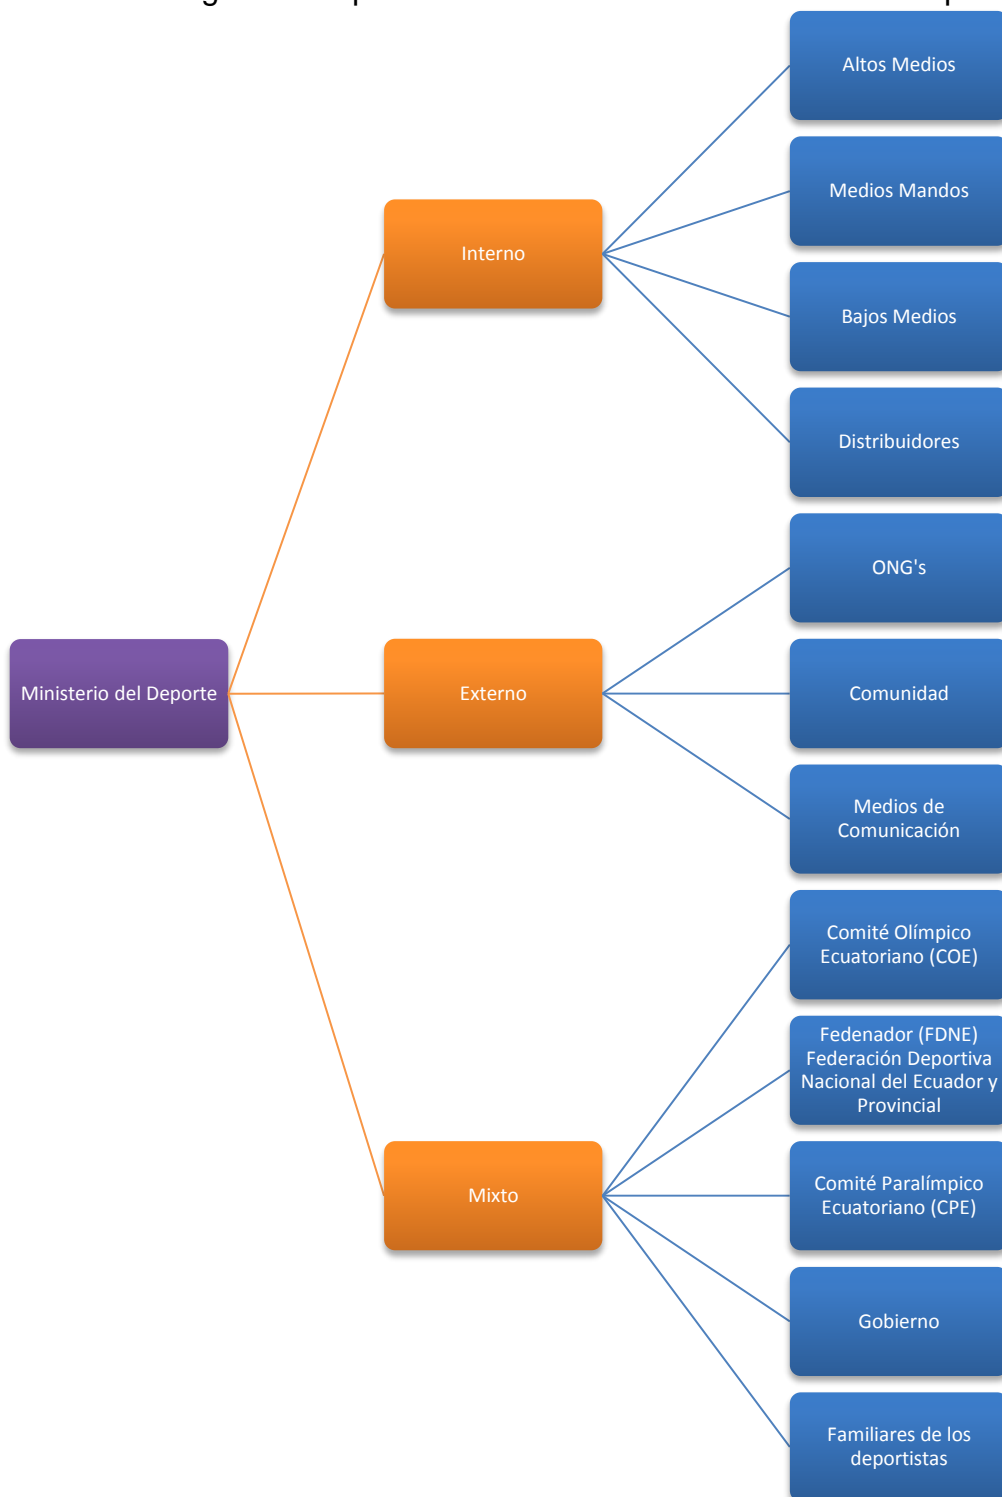 Altos Medios
Medios Mandos
Interno
Bajos Medios
Distribuidores
ONG's
Ministerio del Deporte
Externo
Comunidad
Medios de
Comunicación
Comité Olímpico
Ecuatoriano (COE)
Fedenador (FDNE)
Federación Deportiva
Nacional del Ecuador y
Provincial
Mixto
Comité Paralímpico
Ecuatoriano (CPE)
Gobierno
Familiares de los
deportistas